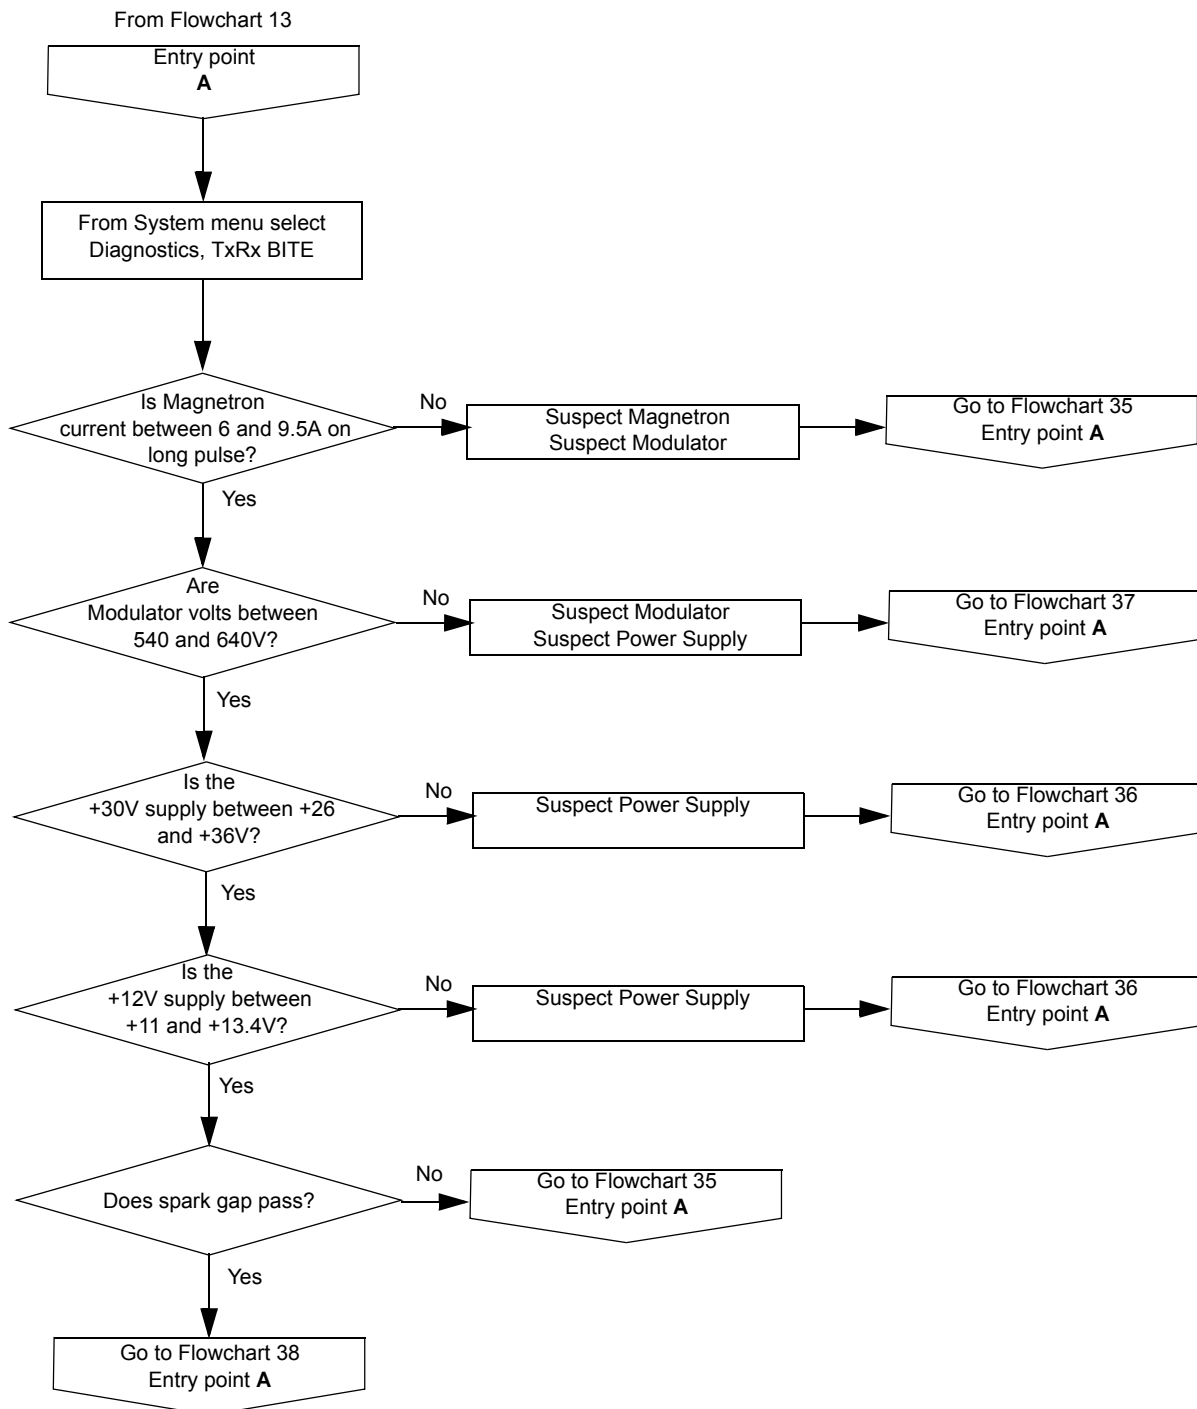 From Flowchart 13
Entry point
A
From System menu select
Diagnostics, TxRx BITE
Is Magnetron
current between 6 and 9.5A on
long pulse?
No
Suspect Magnetron
Suspect Modulator
Go to Flowchart 35
Entry point A
Yes
Are
Modulator volts between
540 and 640V?
No
Suspect Modulator
Suspect Power Supply
Go to Flowchart 37
Entry point A
Yes
Is the
+30V supply between +26
and +36V?
No
Suspect Power Supply
Go to Flowchart 36
Entry point A
Yes
Is the
+12V supply between
+11 and +13.4V?
No
Suspect Power Supply
Go to Flowchart 36
Entry point A
Yes
Does spark gap pass?
No
Go to Flowchart 35
Entry point A
Yes
Go to Flowchart 38
Entry point A